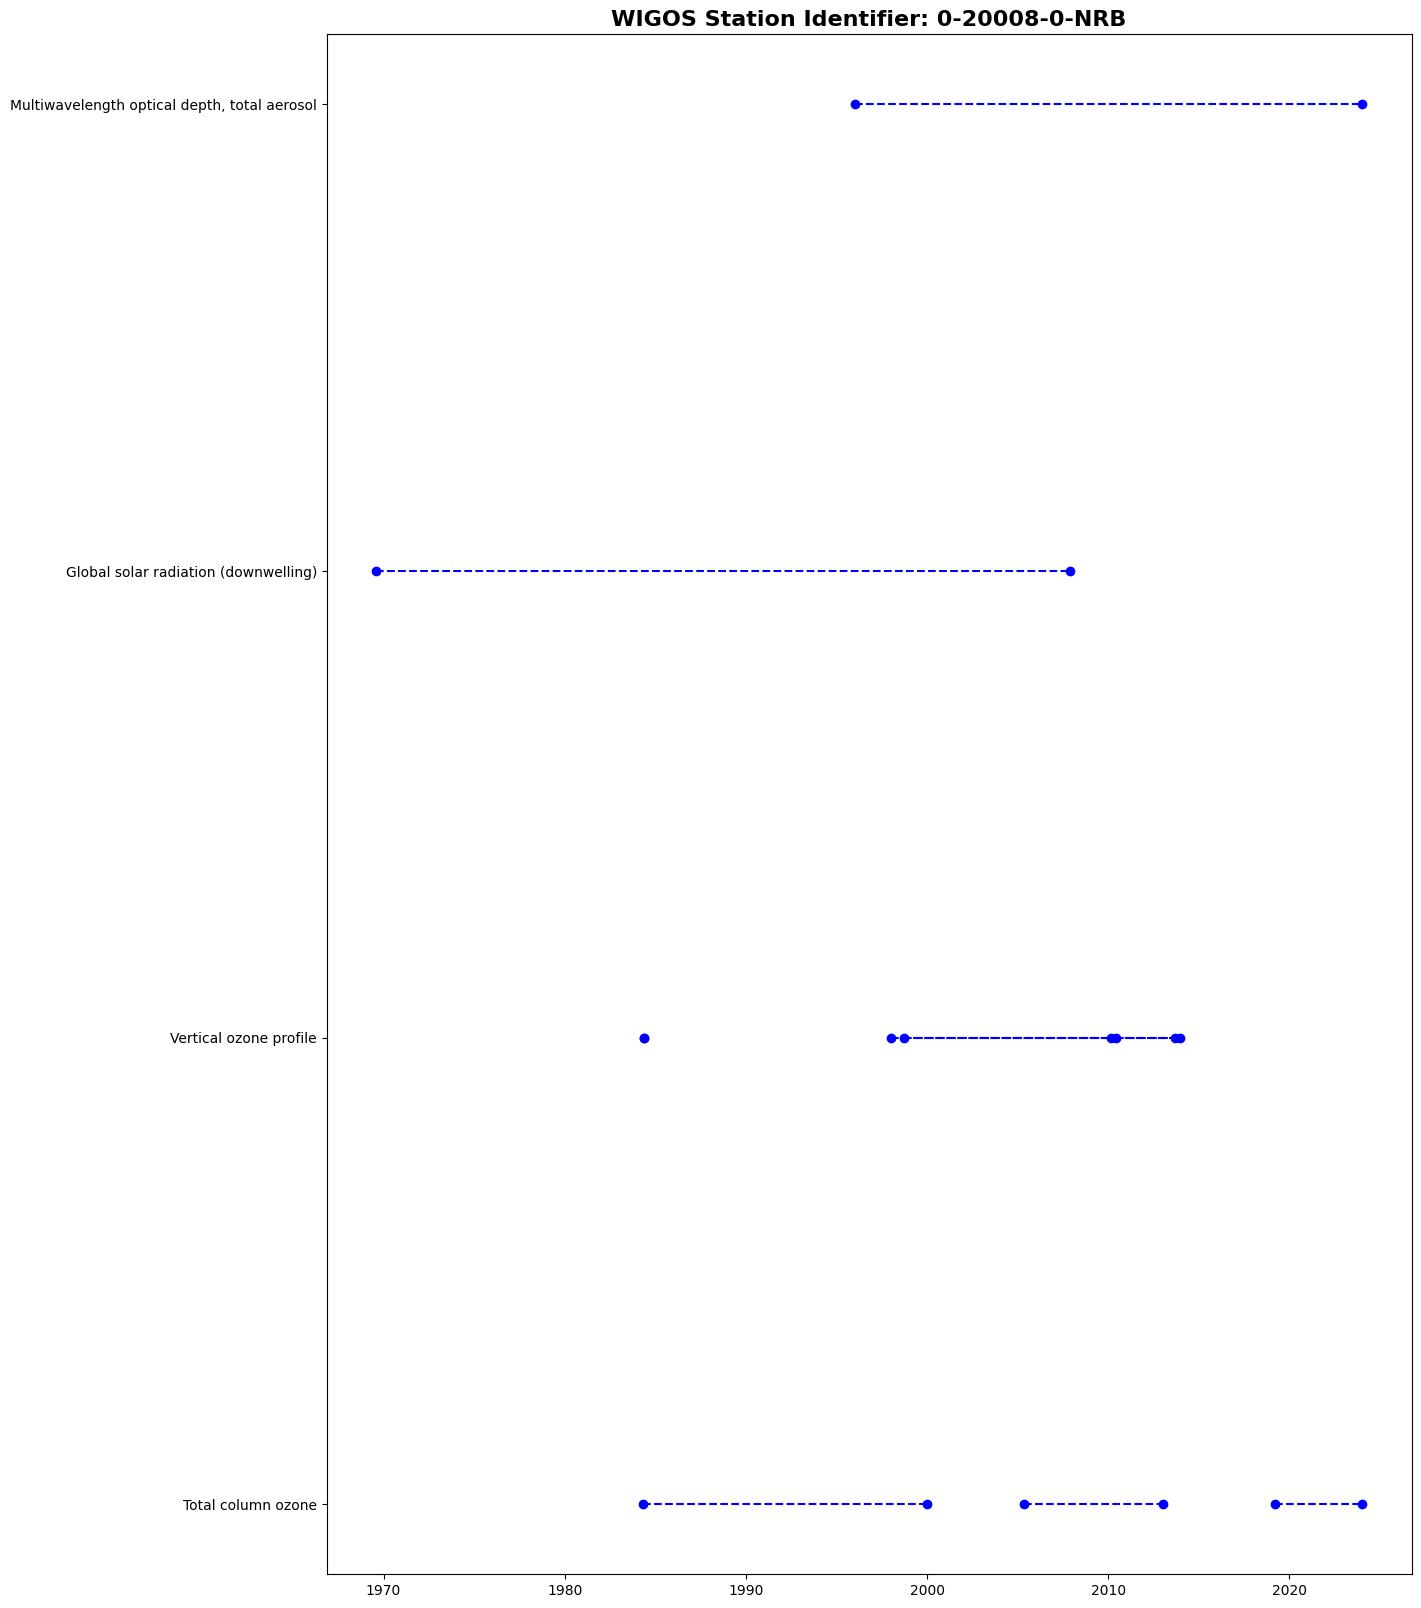 WIGOS Station Identifier: 0-20008-0-NRB
Multiwavelength optical depth, total aerosol
Global solar radiation (downwelling)
Vertical ozone profile
Total column ozone
1970 1980 1990 2000 2010 2020